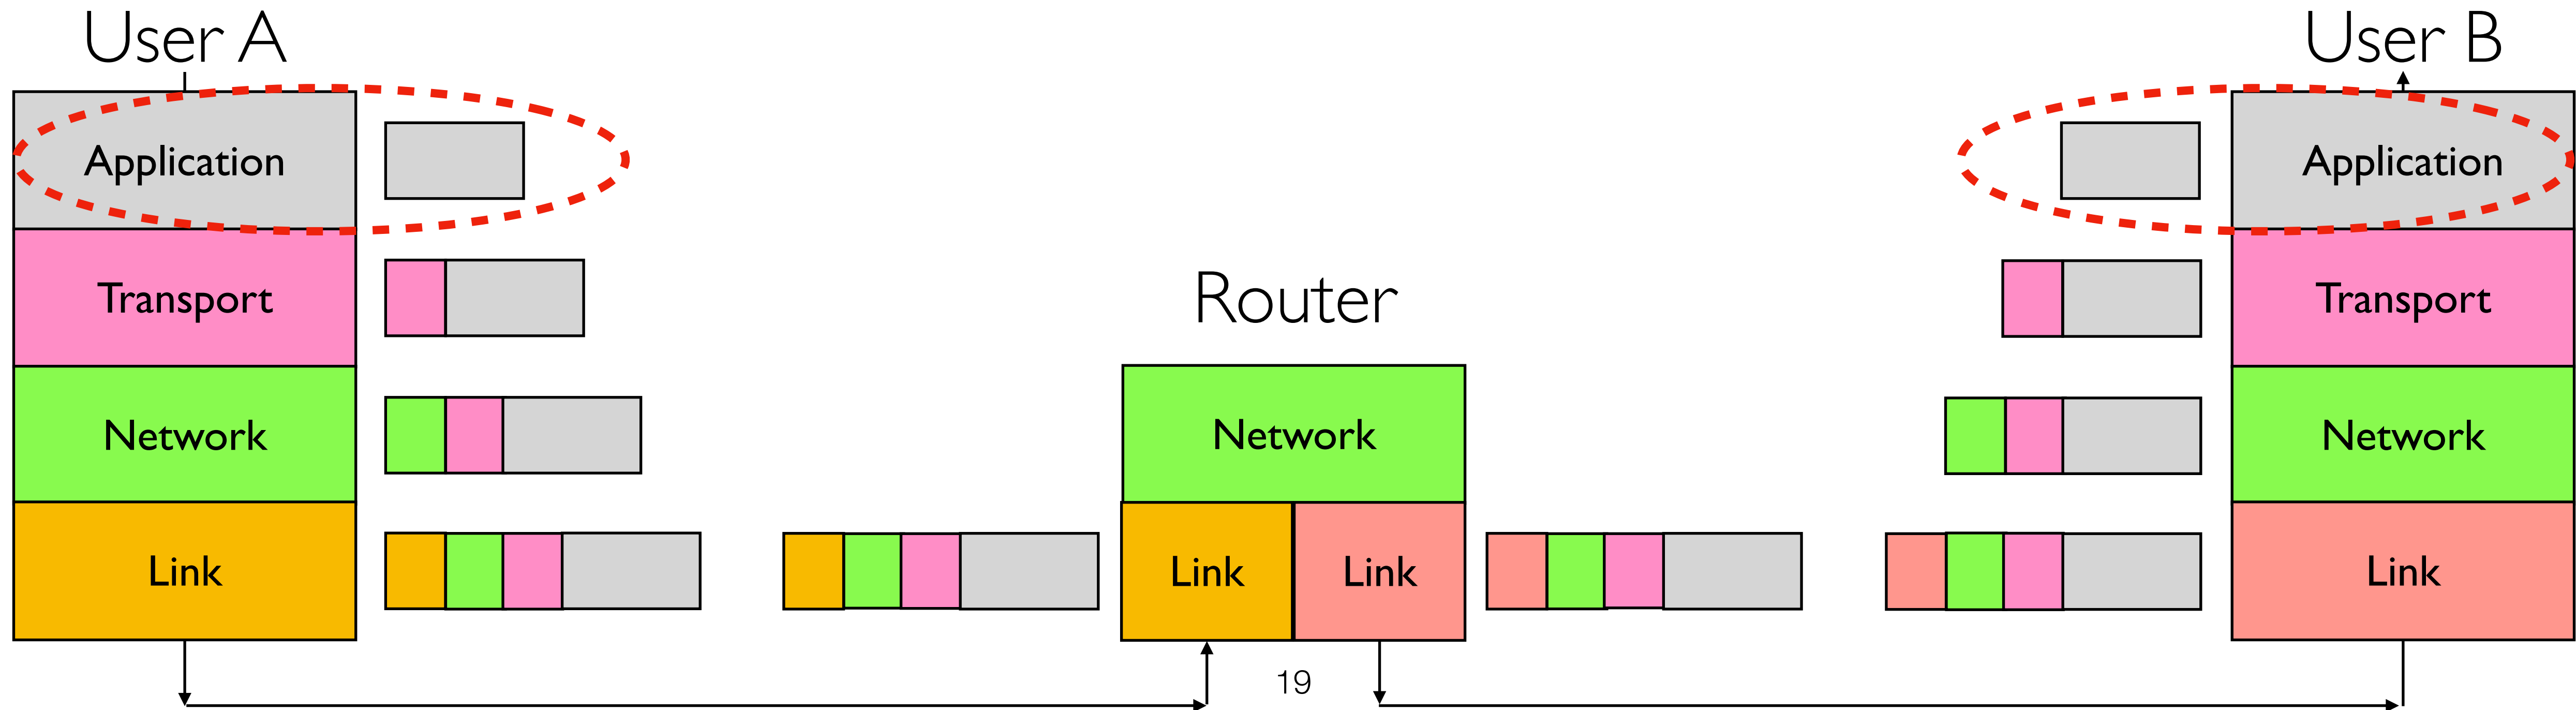 User A
User B
Application
Application
Transport
Router
Transport
Network
Network
Network
Link
Link
Link
Link
19